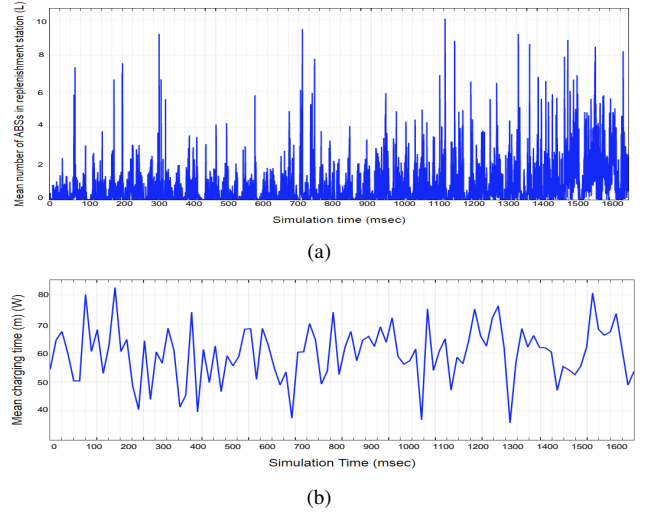 Mean number of ABSs in replenishment station (L)
10
8
6
4
2
0
0 100 200 300 400 500 600 700 800 900 1000 1100 1200 1300 1400 1500 1600
Simulation time (msec)
(a)
Mean charging time (m) (W)
80
70
60
50
40
0 100 100 200 300 400 500 600 700 800 900 1000 1100 1200 1300 1400 1500 1600
Simulation Time (msec)
(b)